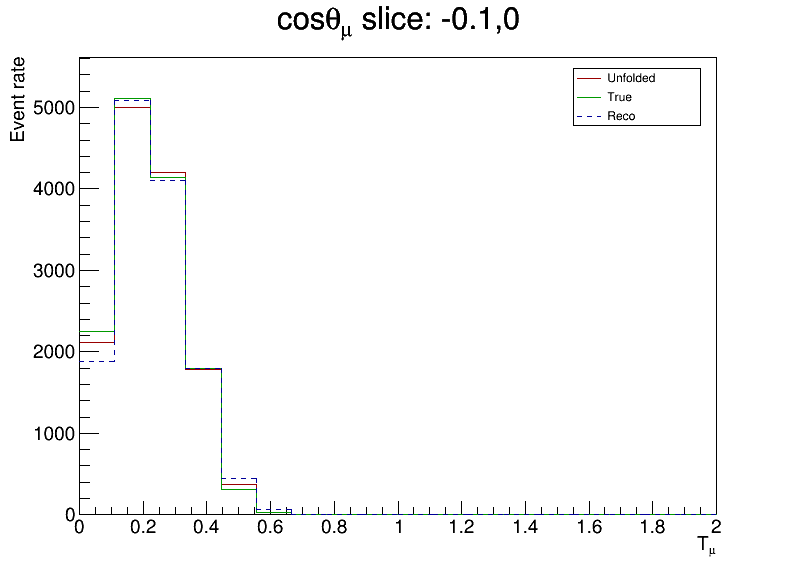 cosθμ slice: -0.1,0
Event rate
Unfolded
True
Reco
5000
4000
3000
2000
1000
0
0 0.2 0.4 0.6 0.8 1 1.2 1.4 1.6 1.8 2
Tμ